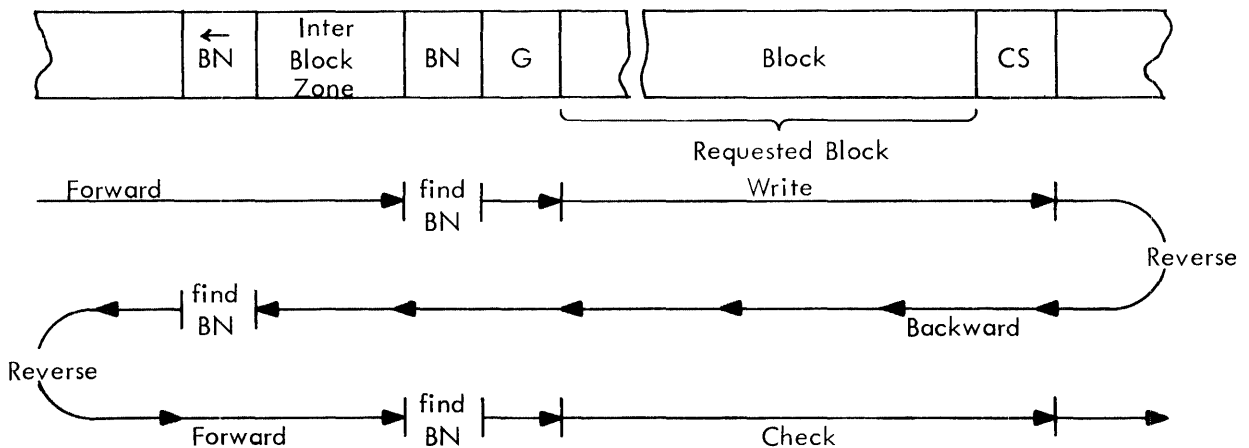 ←
BN
Inter
Block
Zone
BN
G
Block
CS
Requested Block
Forward
find
BN
Write
Reverse
find
BN
Backward
Reverse
Forward
find
BN
Check